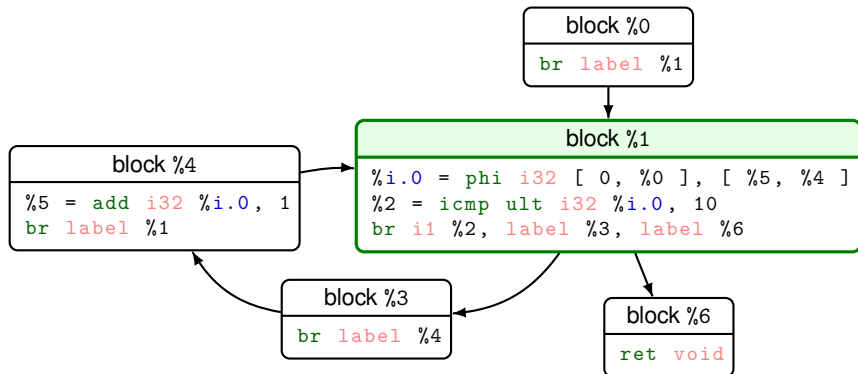 block %0
br label %1
block %1
%i.0 = phi i32 [ 0, %0 ], [ %5, %4 ]
%2 = icmp ult i32 %i.0, 10
br i1 %2, label %3, label %6
block %4
%5 = add i32 %i.0, 1
br label %1
block %3
br label %4
block %6
ret void